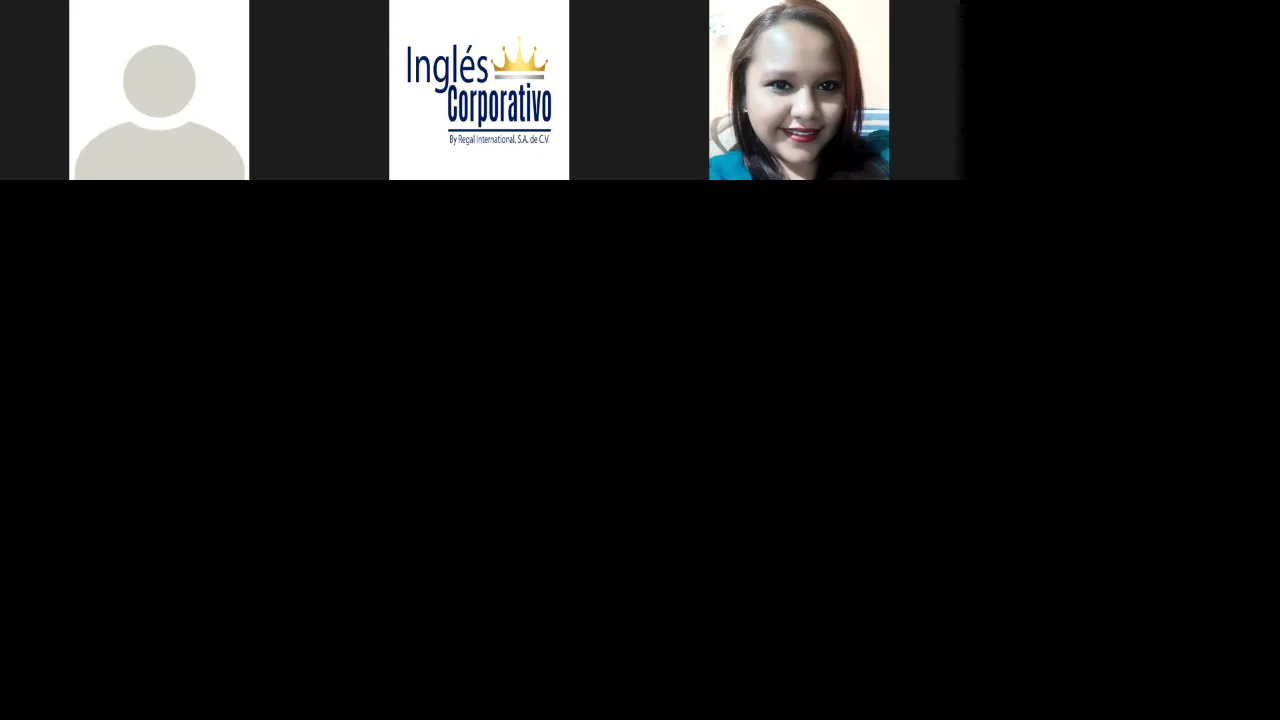 Inglés
Corporativo
By Regal International, S.A. de C.V.